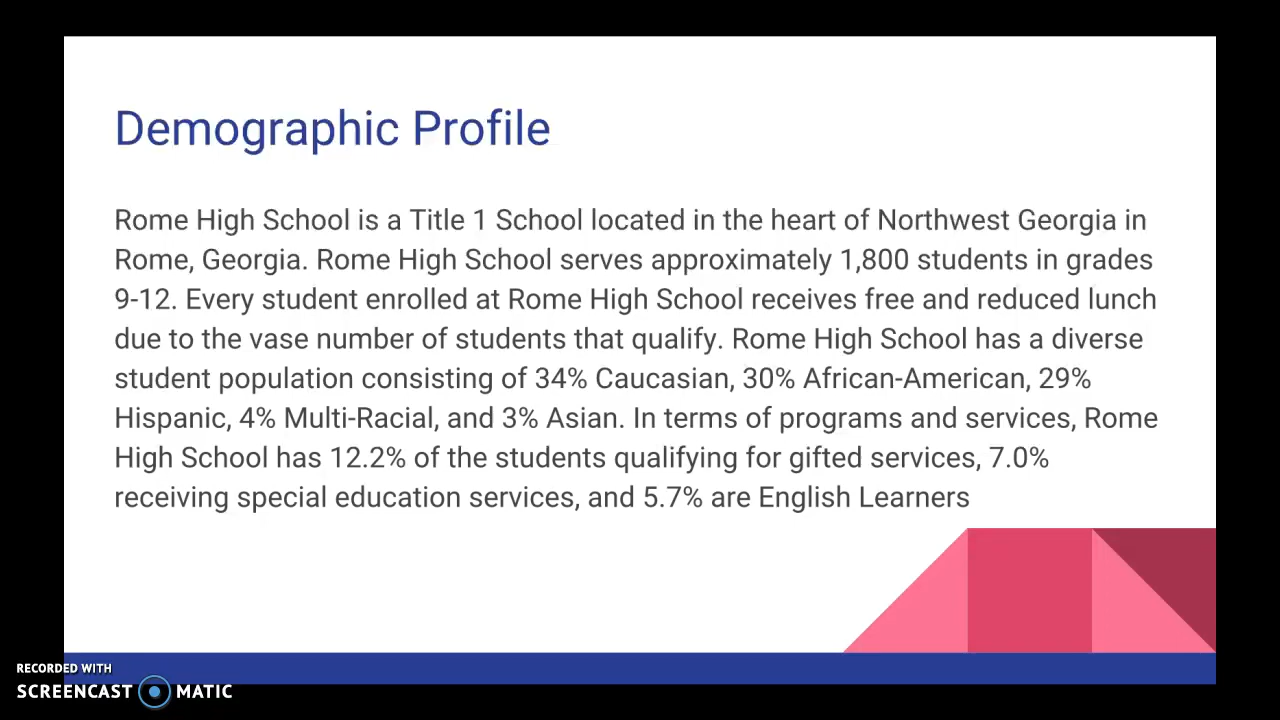 Demographic Profile
Rome High School is a Title 1 School located in the heart of Northwest Georgia in
Rome, Georgia. Rome High School serves approximately 1,800 students in grades
9-12. Every student enrolled at Rome High School receives free and reduced lunch
due to the vase number of students that qualify. Rome High School has a diverse
student population consisting of 34% Caucasian, 30% African-American, 29%
Hispanic, 4% Multi-Racial, and 3% Asian. In terms of programs and services, Rome
High School has 12.2% of the students qualifying for gifted services, 7.0%
receiving special education services, and 5.7% are English Learners
RECORDED WITH
SCREENCAST MATIC